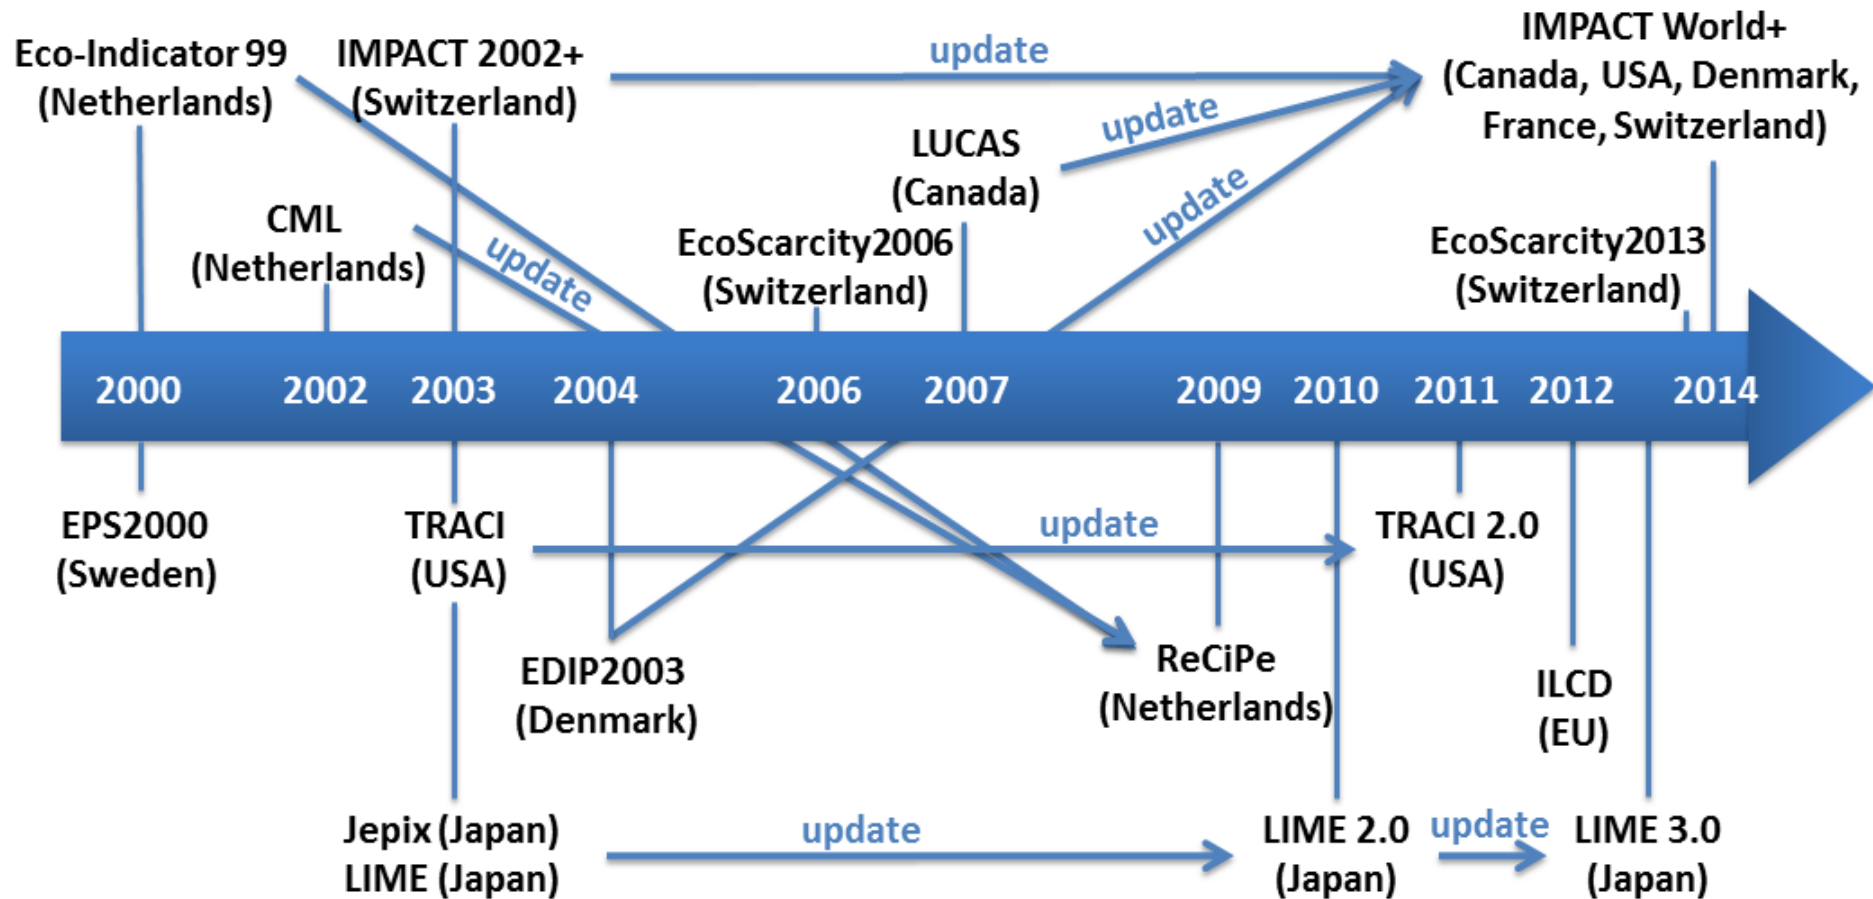 Eco-Indicator 99
(Netherlands)
IMPACT 2002+
(Switzerland)
update
IMPACT World+
(Canada, USA, Denmark,
France, Switzerland)
update
LUCAS
(Canada)
update
CML
(Netherlands)
update
EcoScarcity2006
(Switzerland)
EcoScarcity2013
(Switzerland)
2000 2002 2003 2004 2006 2007 2009 2010 2011 2012 2014
EPS2000
(Sweden)
TRACI
(USA)
update
TRACI 2.0
(USA)
EDIP2003
(Denmark)
ReCiPe
(Netherlands)
ILCD
(EU)
Jepix (Japan)
LIME (Japan)
update
LIME 2.0
(Japan)
update
LIME 3.0
(Japan)